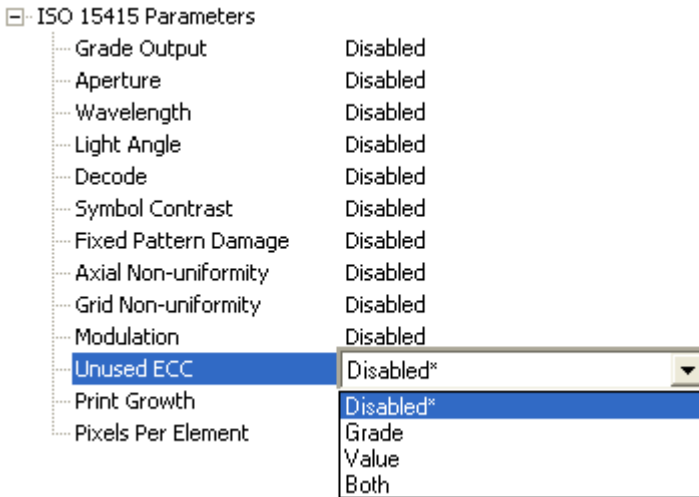 ISO 15415 Parameters
Grade Output Disabled
Aperture Disabled
Wavelength Disabled
Light Angle Disabled
Decode Disabled
Symbol Contrast Disabled
Fixed Pattern Damage Disabled
Axial Non-uniformity Disabled
Grid Non-uniformity Disabled
Modulation Disabled
Unused ECC Disabled*
Print Growth Disabled*
Pixels Per Element Grade
Value
Both